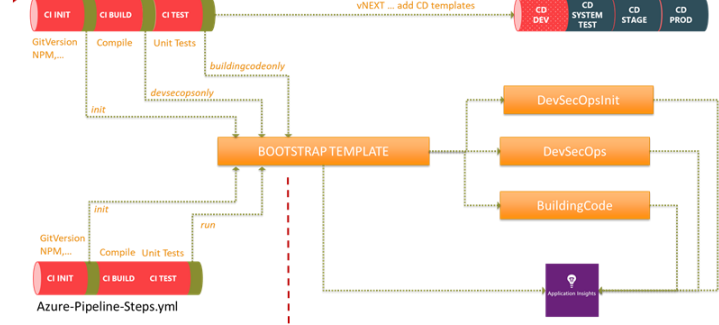 CI INIT
CI BUILD
CI TEST
vNEXT ... add CD templates
CD
DEV
CD
SYSTEM
TEST
CD
STAGE
CD
PROD
GitVersion
NPM,...
Compile
Unit Tests
buildingcodeonly
devsecopsonly
init
BOOTSTRAP TEMPLATE
DevSecOpsInit
DevSecOps
BuildingCode
init
run
GitVersion
NPM,...
Compile
Unit Tests
CI INIT
CI BUILD
CI TEST
Application Insights
Azure-Pipeline-Steps.yml